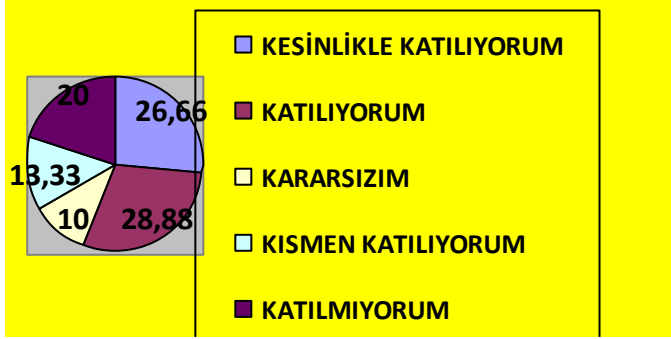 KESİNLİKLE KATILIYORUM
KATILIYORUM
KARARSIZIM
KISMEN KATILIYORUM
KATILMIYORUM
20
26,66
13,33
10
28,88